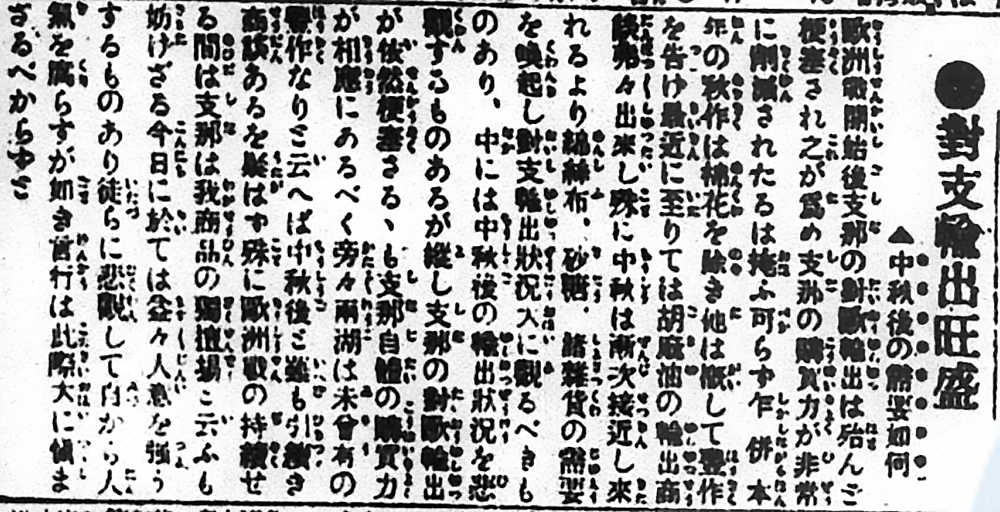 ●對支輸出旺盛
▲中秋後の需要如何
歐洲戰開始後支那の對歐輸出は殆んど
梗塞され之が爲め支那の購買力が非常
に削減されたるは掩ふ可らず乍併本
年の秋作は棉花を除き他は概して豐作
を告け最近に至りては胡麻油の輸出商
談弗々出來し殊に中秋は漸次接近し來
れるより綿絲布、砂糖、諸雜貨の需要
を喚起し對支輸出狀況大に觀るべきも
のあり、中には中秋後の輸出狀況を悲
觀するものあるが縱し支那の對歐輸出
が依然梗塞さるゝも支那自體の購買力
が相應にあるべく旁々兩湖は未曾有の
豐作なりと云へば中秋後と雖も引續き
商談あるを疑はず殊に歐洲戰の持續せ
る間は支那は我商品の獨擅場と云ふも
妨げざる今日に於ては益々人意を強う
するものあり徒らに悲觀して自から人
氣を腐らすが如き言行は此際大に愼ま
ざるべからずと